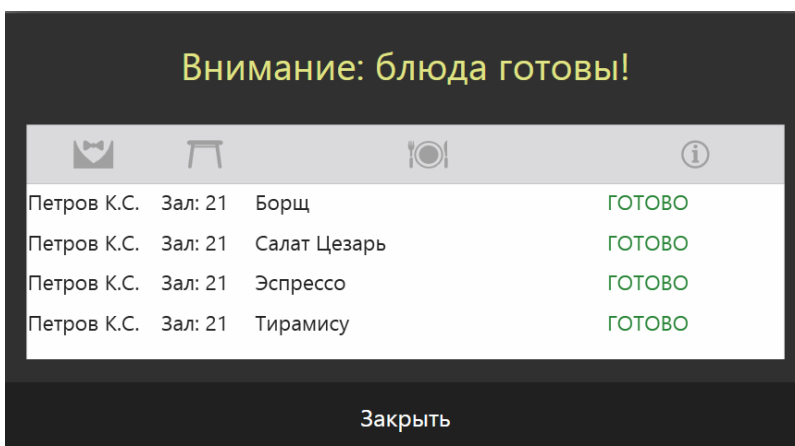 Внимание: блюда готовы!
Петров К.С. Зал: 21 Борщ ГОТОВО
Петров К.С. Зал: 21 Салат Цезарь ГОТОВО
Петров К.С. Зал: 21 Эспрессо ГОТОВО
Петров К.С. Зал: 21 Тирамису ГОТОВО
Закрыть